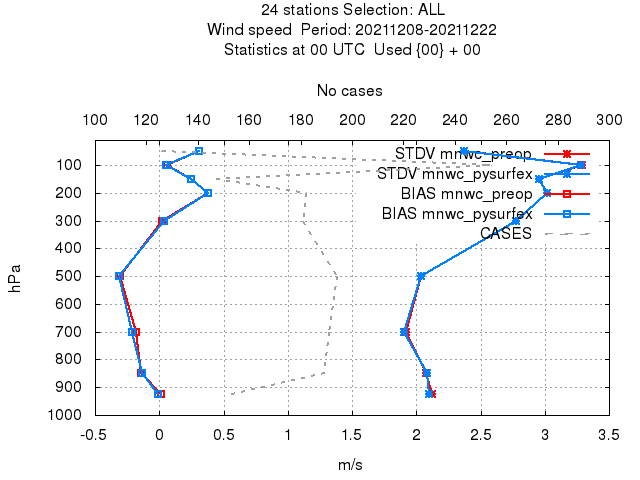 24 stations Selection: ALL
Wind speed  Period: 20211208-20211222
Statistics at 00 UTC  Used {00} + 00
No cases
100 120 140 160 180 200 220 240 260 280 300
STDV mnwc_preop
STDV mnwc_pysurfex
BIAS mnwc_preop
BIAS mnwc_pysurfex
CASES
100
200
300
400
500
600
700
800
900
1000
hPa
-0.5 0 0.5 1 1.5 2 2.5 3 3.5
m/s